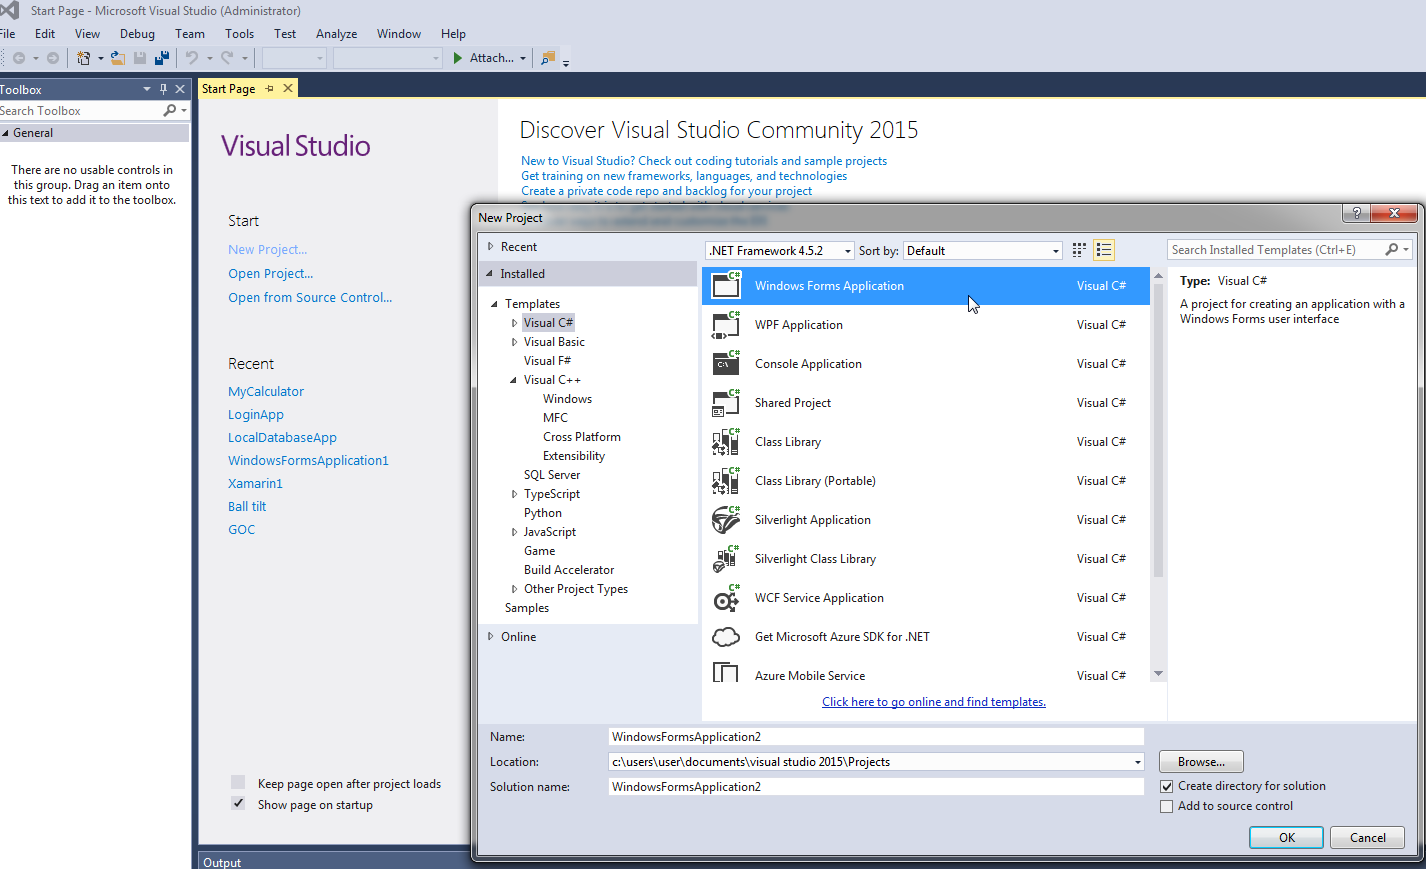 Start Page - Microsoft Visual Studio (Administrator)
File Edit View Debug Team Tools Test Analyze Window Help
Attach...
Toolbox
Search Toolbox
General
There are no usable controls in
this group. Drag an item onto
this text to add it to the toolbox.
Start Page
Visual Studio
Start
New Project...
Open Project...
Open from Source Control...
Recent
MyCalculator
LoginApp
LocalDatabaseApp
WindowsFormsApplication1
Xamarin1
Ball tilt
GOC
Keep page open after project loads
Show page on startup
Output
Discover Visual Studio Community 2015
New to Visual Studio? Check out coding tutorials and sample projects
Get training on new frameworks, languages, and technologies
Create a private code repo and backlog for your project
New Project
Recent
Installed
Templates
Visual C#
Visual Basic
Visual F#
Visual C++
Windows
MFC
Cross Platform
Extensibility
SQL Server
TypeScript
Python
JavaScript
Game
Build Accelerator
Other Project Types
Samples
Online
.NET Framework 4.5.2 Sort by: Default
Search Installed Templates (Ctrl+E)
Windows Forms Application Visual C#
WPF Application Visual C#
Console Application Visual C#
Shared Project Visual C#
Class Library Visual C#
Class Library (Portable) Visual C#
Silverlight Application Visual C#
Silverlight Class Library Visual C#
WCF Service Application Visual C#
Get Microsoft Azure SDK for .NET Visual C#
Azure Mobile Service Visual C#
Click here to go online and find templates.
Type: Visual C#
A project for creating an application with a
Windows Forms user interface
Name: WindowsFormsApplication2
Location: c:\users\user\documents\visual studio 2015\Projects
Browse...
Solution name: WindowsFormsApplication2
Create directory for solution
Add to source control
OK Cancel